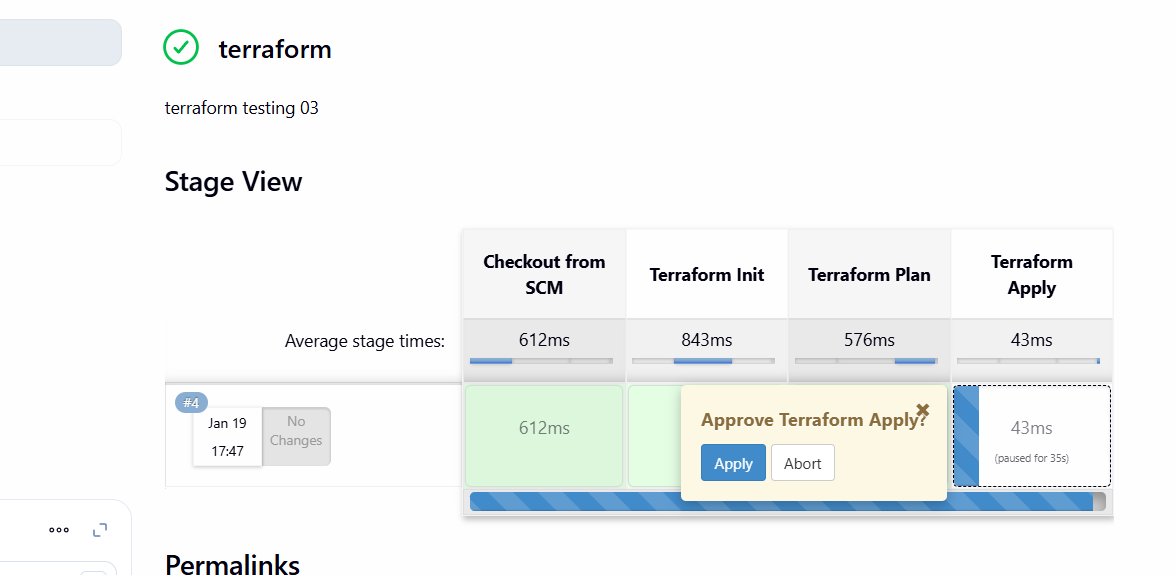 terraform
terraform testing 03
Stage View
Checkout from
SCM
Terraform Init
Terraform Plan
Terraform
Apply
Average stage times:
612ms
843ms
576ms
43ms
#4
Jan 19
17:47
No
Changes
612ms
Approve Terraform Apply?
Apply
Abort
43ms
(paused for 35s)
Permalinks